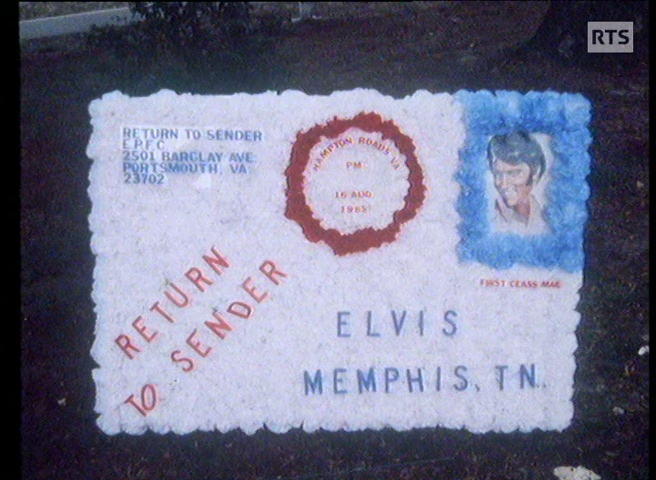 RTS
RETURN TO SENDER
E.P.F.C
2501 BARCLAY AVE.
PORTSMOUTH, VA.
23702
HAMPTON ROADS, VA
PM
16 AUG
FIRST CLASS MAIL
RETURN
TO SENDER
ELVIS
MEMPHIS, TN.